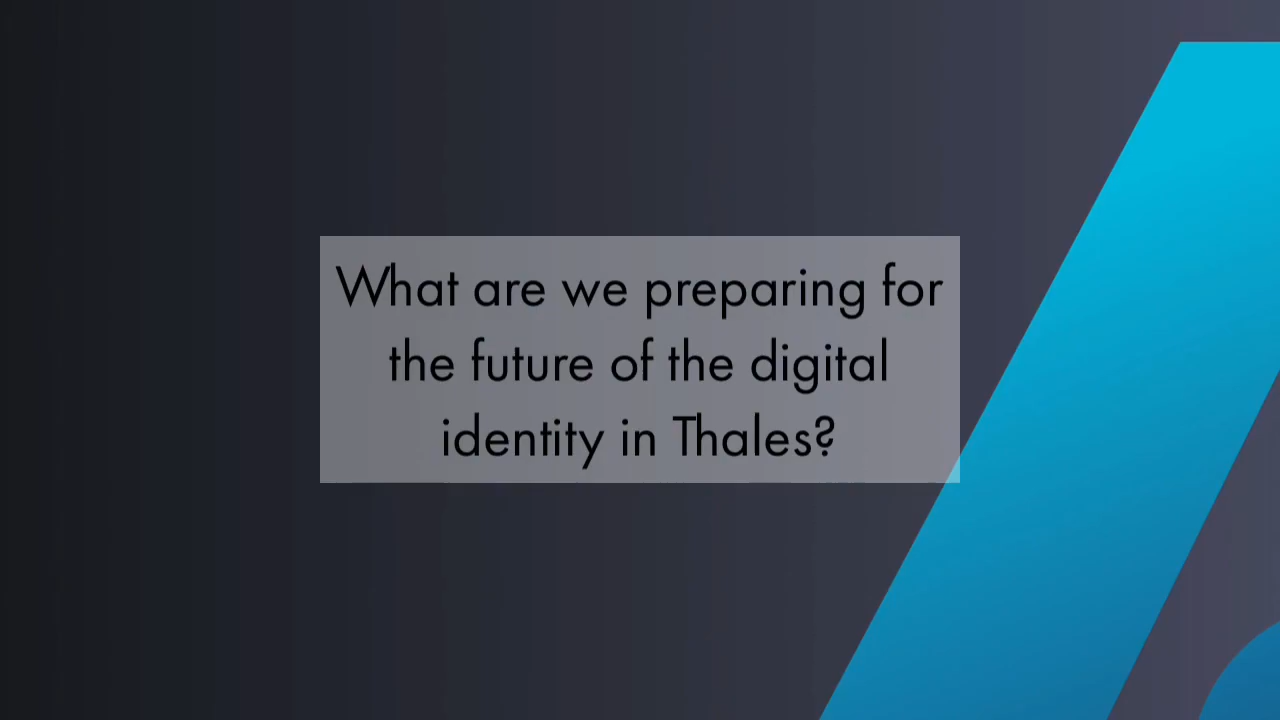 What are we preparing for
the future of the digital
identity in Thales?